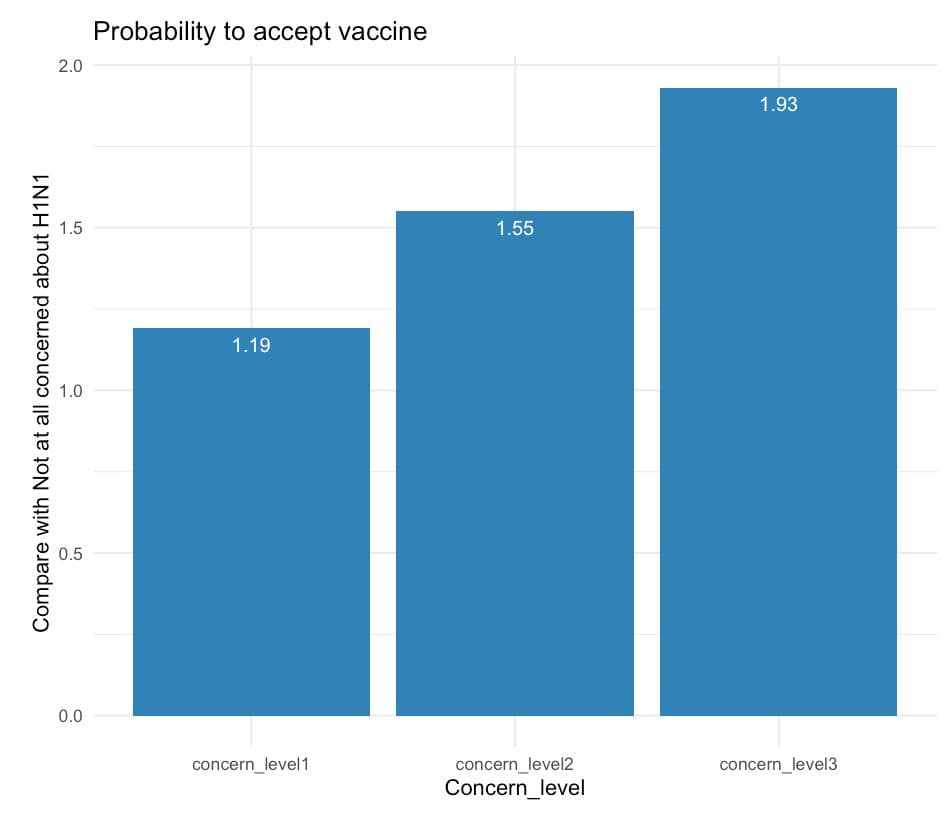 Probability to accept vaccine
Compare with Not at all concerned about H1N1
2.0
1.5
1.0
0.5
0.0
1.19
1.55
1.93
concern_level1
concern_level2
concern_level3
Concern_level